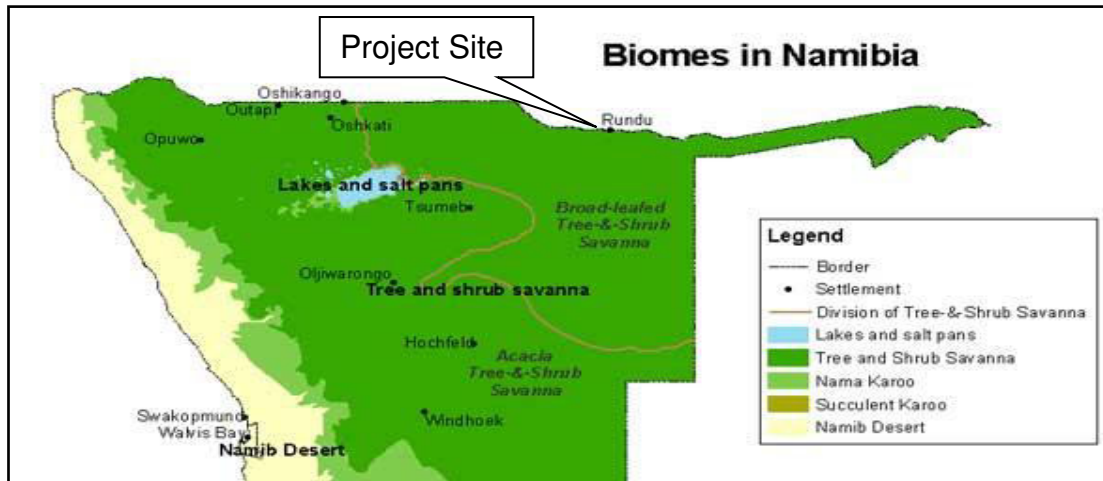 Project Site
Biomes in Namibia
Oshikango
Outapi
Oshkati
Rundu
Opuwo
Lakes and salt pans
Tsumeb
Broad-leafed
Tree-&-Shrub
Savanna
Otjiwarongo
Tree and shrub savanna
Hochfeld
Acacia
Tree-&-Shrub
Savanna
Swakopmund
Windhoek
Walvis Bay
Namib Desert
Legend
Border
Settlement
Division of Tree-&-Shrub Savanna
Lakes and salt pans
Tree and Shrub Savanna
Nama Karoo
Succulent Karoo
Namib Desert